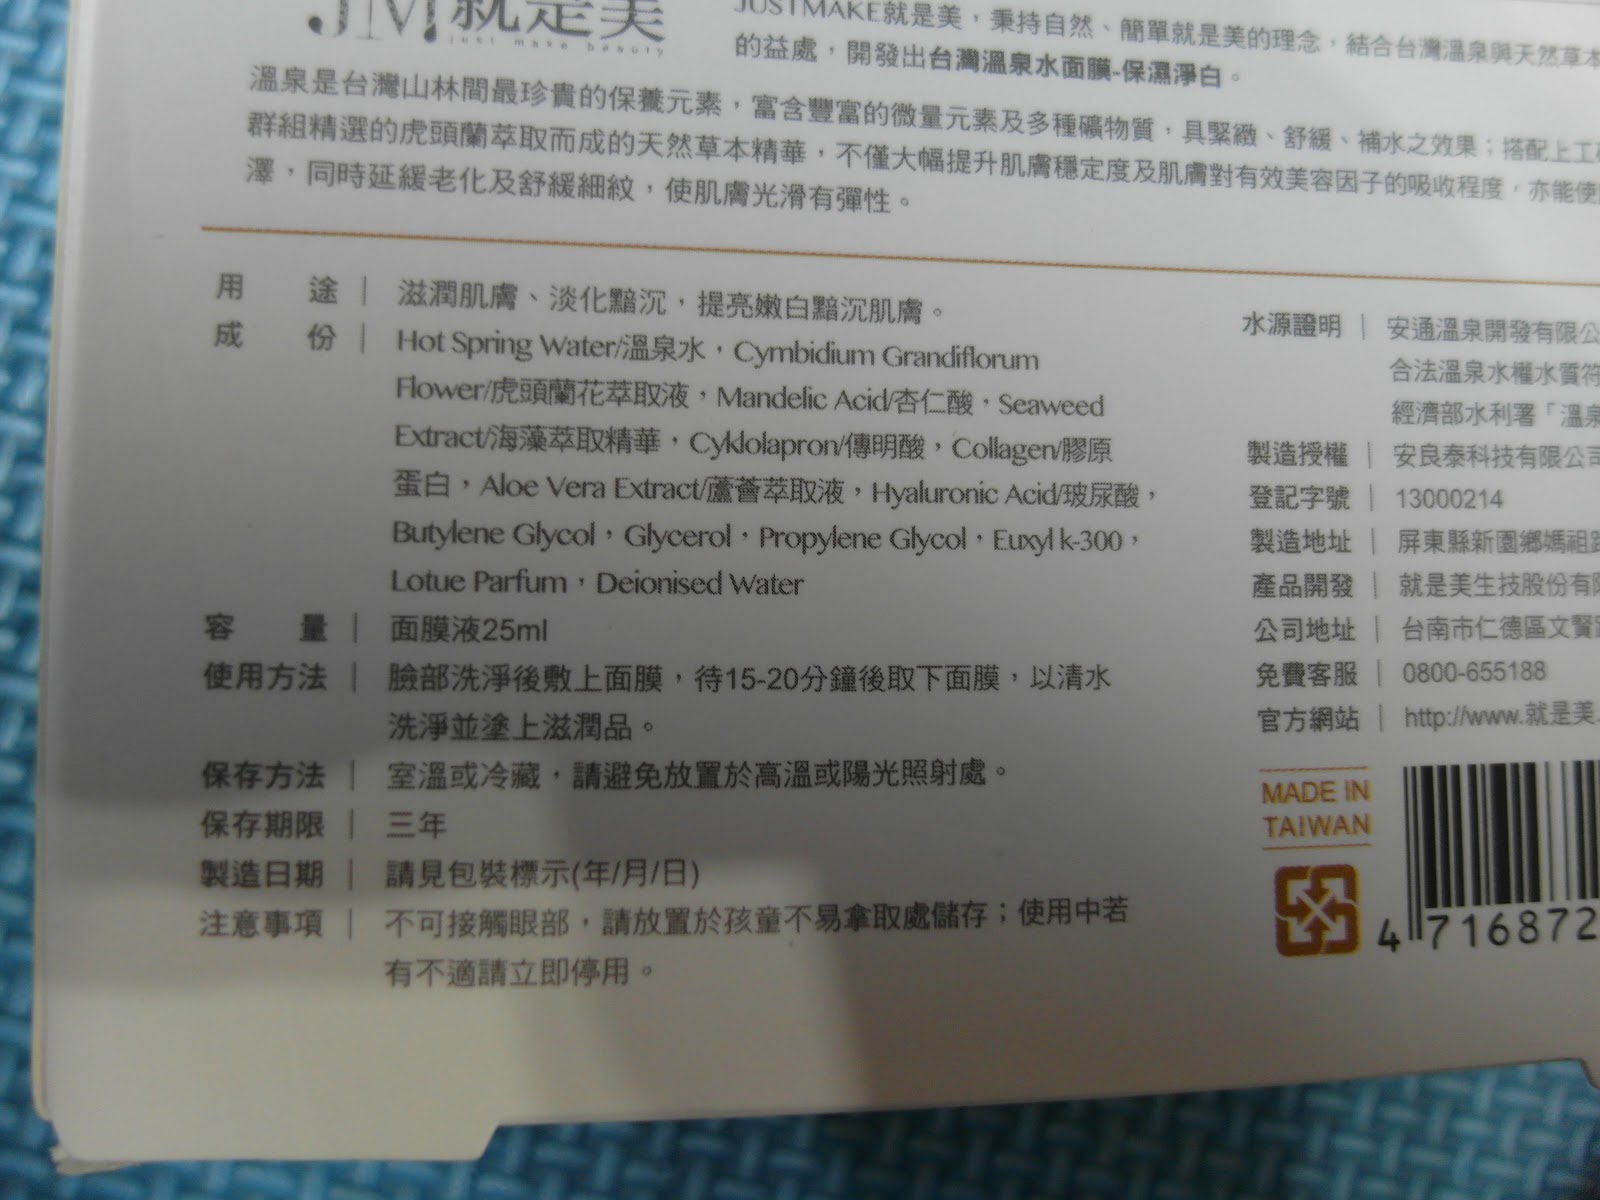 JM就是美
just make beauty
JUSTMAKE就是美，秉持自然、簡單就是美的理念，結合台灣溫泉與天然草本
的益處，開發出台灣溫泉水面膜-保濕淨白。
溫泉是台灣山林間最珍貴的保養元素，富含豐富的微量元素及多種礦物質，具緊緻、舒緩、補水之效果；搭配上工
群組精選的虎頭蘭萃取而成的天然草本精華，不僅大幅提升肌膚穩定度及肌膚對有效美容因子的吸收程度，亦能使
澤，同時延緩老化及舒緩細紋，使肌膚光滑有彈性。
用途｜滋潤肌膚、淡化黯沉，提亮嫩白黯沉肌膚。
成份｜Hot Spring Water/溫泉水，Cymbidium Grandiflorum
Flower/虎頭蘭花萃取液，Mandelic Acid/杏仁酸，Seaweed
Extract/海藻萃取精華，Cyklolapron/傳明酸，Collagen/膠原
蛋白，Aloe Vera Extract/蘆薈萃取液，Hyaluronic Acid/玻尿酸，
Butylene Glycol，Glycerol，Propylene Glycol，Euxyl k-300，
Lotue Parfum，Deionised Water
容量｜面膜液25ml
使用方法｜臉部洗淨後敷上面膜，待15-20分鐘後取下面膜，以清水
洗淨並塗上滋潤品。
保存方法｜室溫或冷藏，請避免放置於高溫或陽光照射處。
保存期限｜三年
製造日期｜請見包裝標示(年/月/日)
注意事項｜不可接觸眼部，請放置於孩童不易拿取處儲存；使用中若
有不適請立即停用。
水源證明｜安通溫泉開發有限公
合法溫泉水權水質符
經濟部水利署「溫泉
製造授權｜安良泰科技有限公司
登記字號｜13000214
製造地址｜屏東縣新園鄉媽祖路
產品開發｜就是美生技股份有限
公司地址｜台南市仁德區文賢路
免費客服｜0800-655188
官方網站｜http://www.就是美.
MADE IN
TAIWAN
4 716872